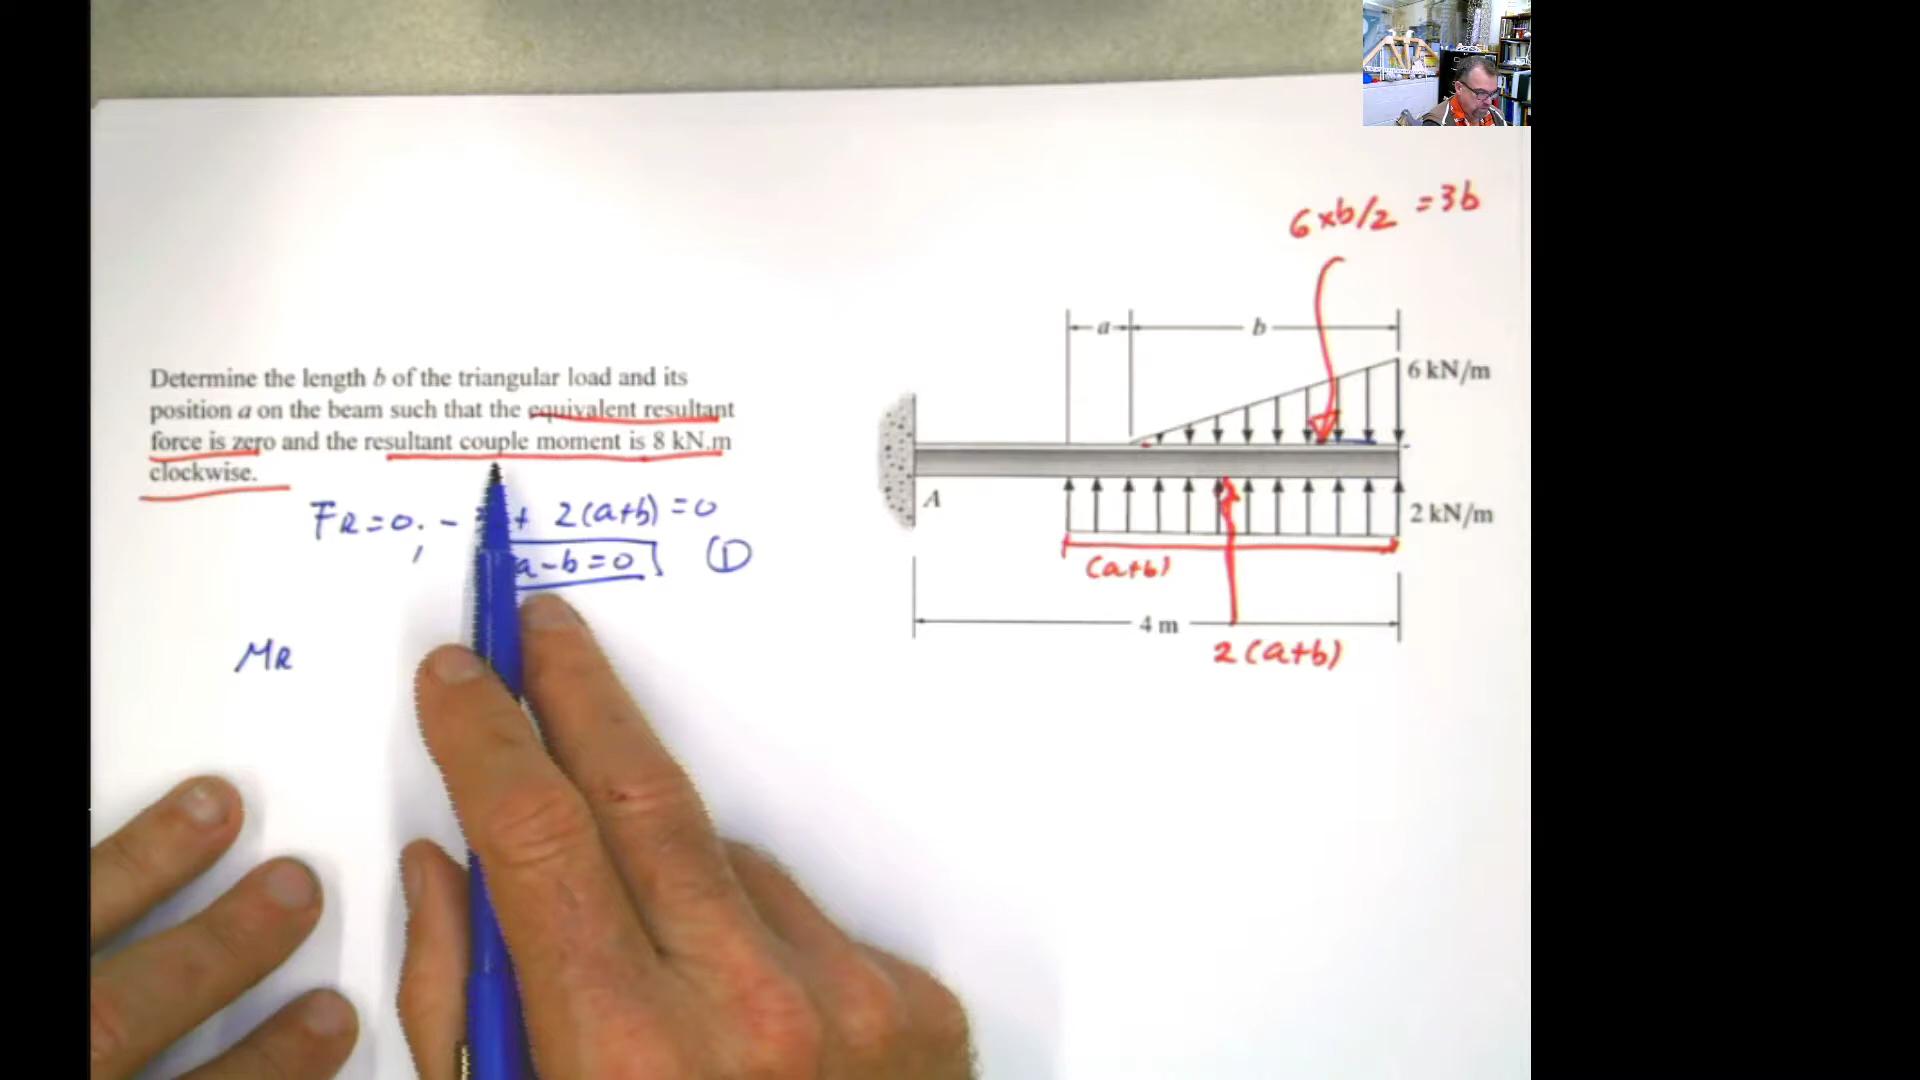 6×b/2 = 3b
a
b
6 kN/m
Determine the length b of the triangular load and its
position a on the beam such that the equivalent resultant
force is zero and the resultant couple moment is 8 kN.m
clockwise.
A
2 kN/m
FR=0; - + 2(a+b) = 0
a-b=0 ①
(a+b)
4 m
2(a+b)
MR